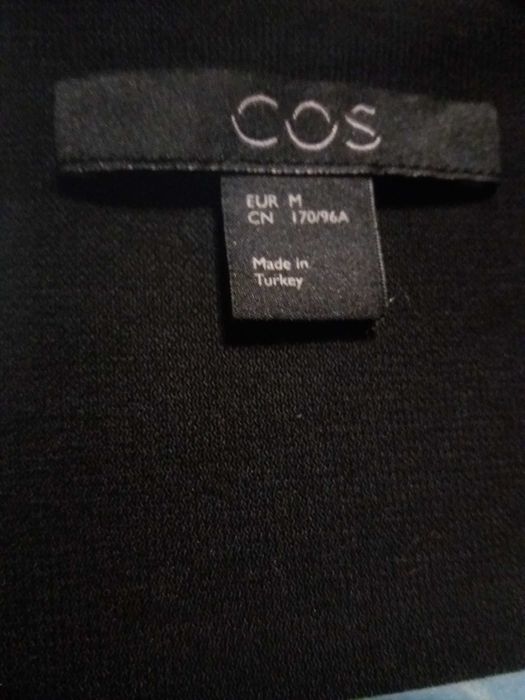 COS
EUR M
CN 170/96A
Made in
Turkey